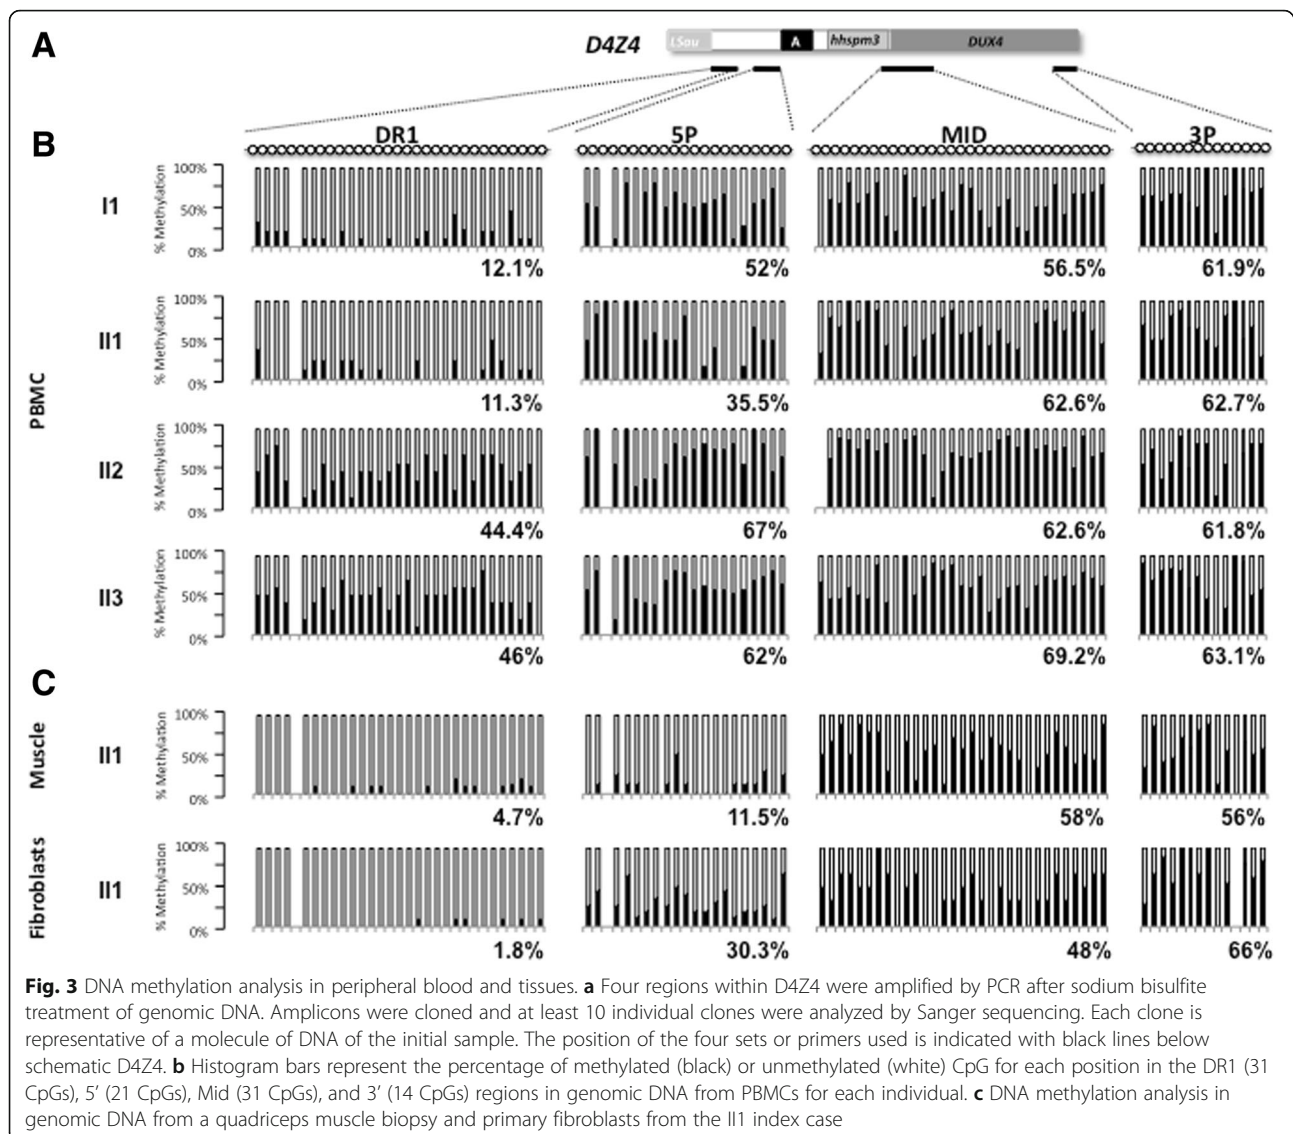 A
D4Z4
LSau
A
hhspm3
DUX4
B
DR1
5P
MID
3P
PBMC
I1
% Methylation
100%
50%
0%
12.1%
52%
56.5%
61.9%
II1
% Methylation
100%
50%
0%
11.3%
35.5%
62.6%
62.7%
II2
% Methylation
100%
50%
0%
44.4%
67%
62.6%
61.8%
II3
% Methylation
100%
50%
0%
46%
62%
69.2%
63.1%
C
Muscle
II1
% Methylation
100%
50%
0%
4.7%
11.5%
58%
56%
Fibroblasts
II1
% Methylation
100%
50%
0%
1.8%
30.3%
48%
66%
Fig. 3 DNA methylation analysis in peripheral blood and tissues. a Four regions within D4Z4 were amplified by PCR after sodium bisulfite
treatment of genomic DNA. Amplicons were cloned and at least 10 individual clones were analyzed by Sanger sequencing. Each clone is
representative of a molecule of DNA of the initial sample. The position of the four sets or primers used is indicated with black lines below
schematic D4Z4. b Histogram bars represent the percentage of methylated (black) or unmethylated (white) CpG for each position in the DR1 (31
CpGs), 5’ (21 CpGs), Mid (31 CpGs), and 3’ (14 CpGs) regions in genomic DNA from PBMCs for each individual. c DNA methylation analysis in
genomic DNA from a quadriceps muscle biopsy and primary fibroblasts from the II1 index case